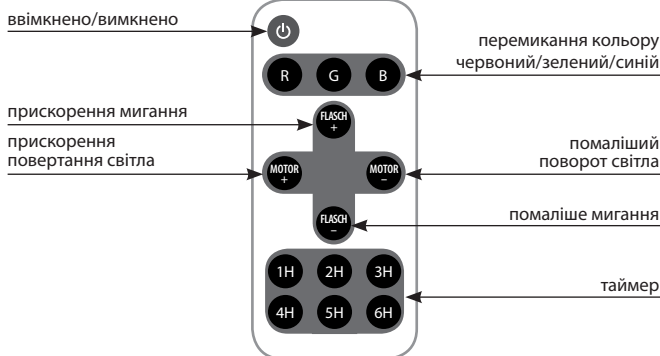 ввімкнено/вимкнено
перемикання кольору
червоний/зелений/синій
R G B
прискорення мигання
FLASCH
+
прискорення
повертання світла
MOTOR
+
MOTOR
–
помаліший
поворот світла
FLASCH
–
помаліше мигання
1H 2H 3H
4H 5H 6H
таймер